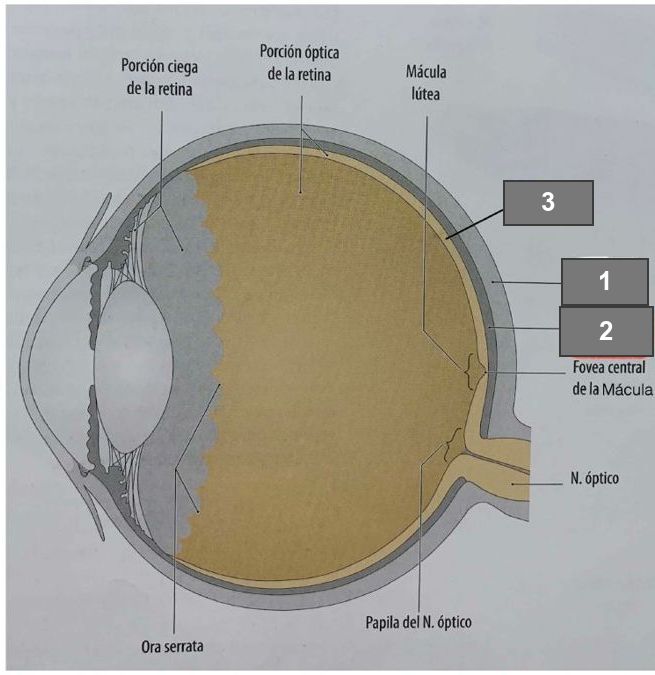 Porción ciega
de la retina
Porción óptica
de la retina
Mácula
lútea
3
1
2
Fovea central
de la Mácula
N. óptico
Papila del N. óptico
Ora serrata